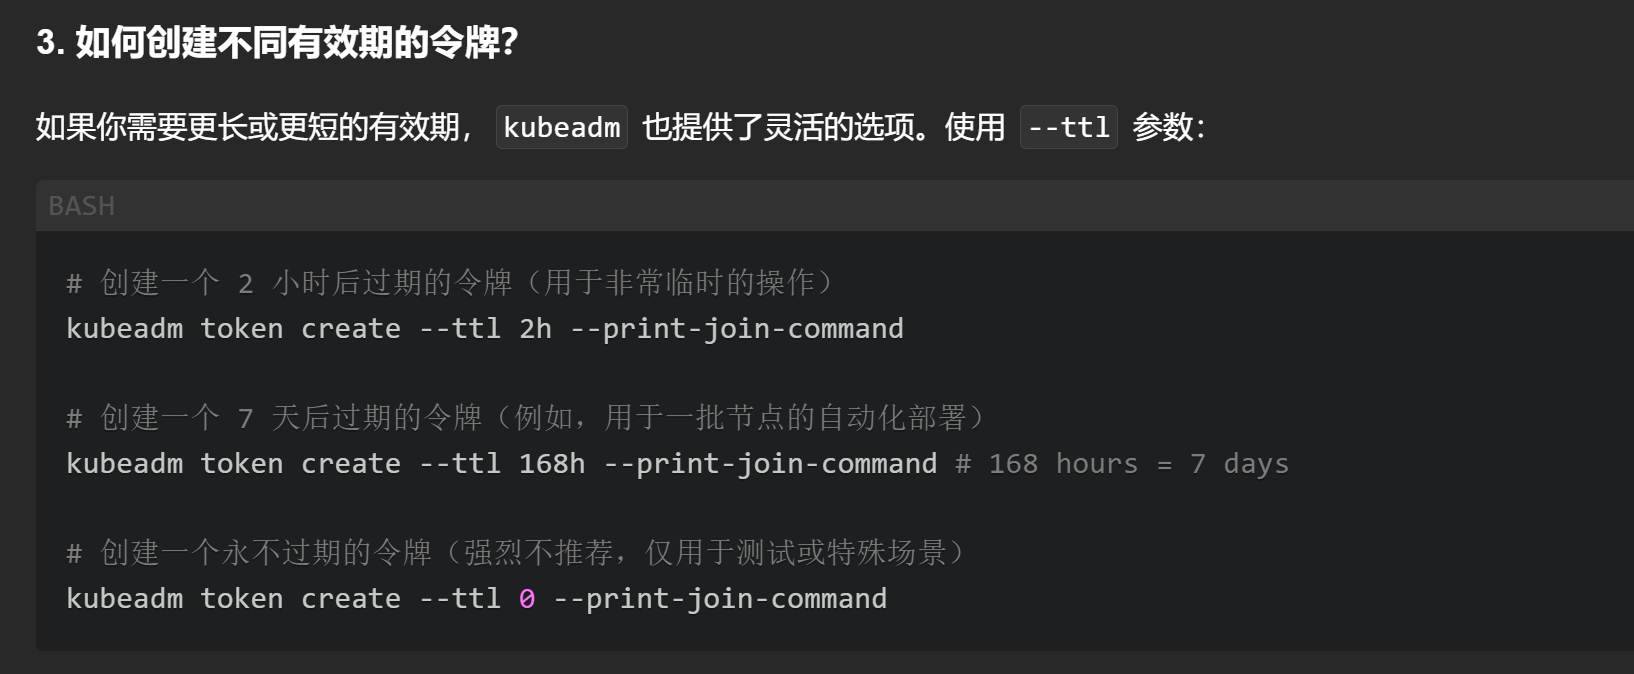 3. 如何创建不同有效期的令牌？
如果你需要更长或更短的有效期， kubeadm 也提供了灵活的选项。使用 --ttl 参数：
BASH
# 创建一个 2 小时后过期的令牌（用于非常临时的操作）
kubeadm token create --ttl 2h --print-join-command
# 创建一个 7 天后过期的令牌（例如，用于一批节点的自动化部署）
kubeadm token create --ttl 168h --print-join-command # 168 hours = 7 days
# 创建一个永不过期的令牌（强烈不推荐，仅用于测试或特殊场景）
kubeadm token create --ttl 0 --print-join-command